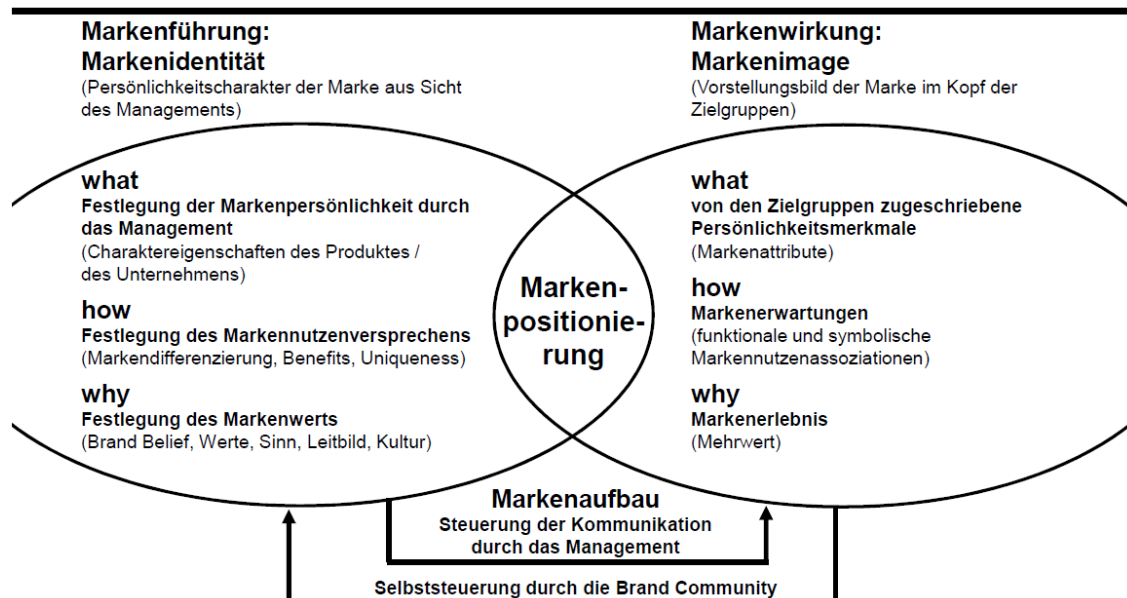 Markenführung:
Markenidentität
(Persönlichkeitscharakter der Marke aus Sicht
des Managements)
what
Festlegung der Markenpersönlichkeit durch
das Management
(Charaktereigenschaften des Produktes /
des Unternehmens)
how
Festlegung des Markennutzenversprechens
(Markendifferenzierung, Benefits, Uniqueness)
why
Festlegung des Markenwerts
(Brand Belief, Werte, Sinn, Leitbild, Kultur)
Marken-
positionie-
rung
Markenwirkung:
Markenimage
(Vorstellungsbild der Marke im Kopf der
Zielgruppen)
what
von den Zielgruppen zugeschriebene
Persönlichkeitsmerkmale
(Markenattribute)
how
Markenerwartungen
(funktionale und symbolische
Markennutzenassoziationen)
why
Markenerlebnis
(Mehrwert)
Markenaufbau
Steuerung der Kommunikation
durch das Management
Selbststeuerung durch die Brand Community